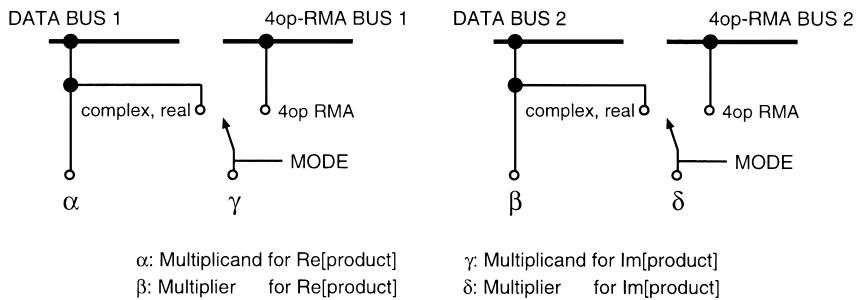 DATA BUS 1 4op-RMA BUS 1 DATA BUS 2 4op-RMA BUS 2
complex, real 4op RMA complex, real 4op RMA
MODE MODE
α γ β δ
α: Multiplicand for Re[product] γ: Multiplicand for Im[product]
β: Multiplier for Re[product] δ: Multiplier for Im[product]